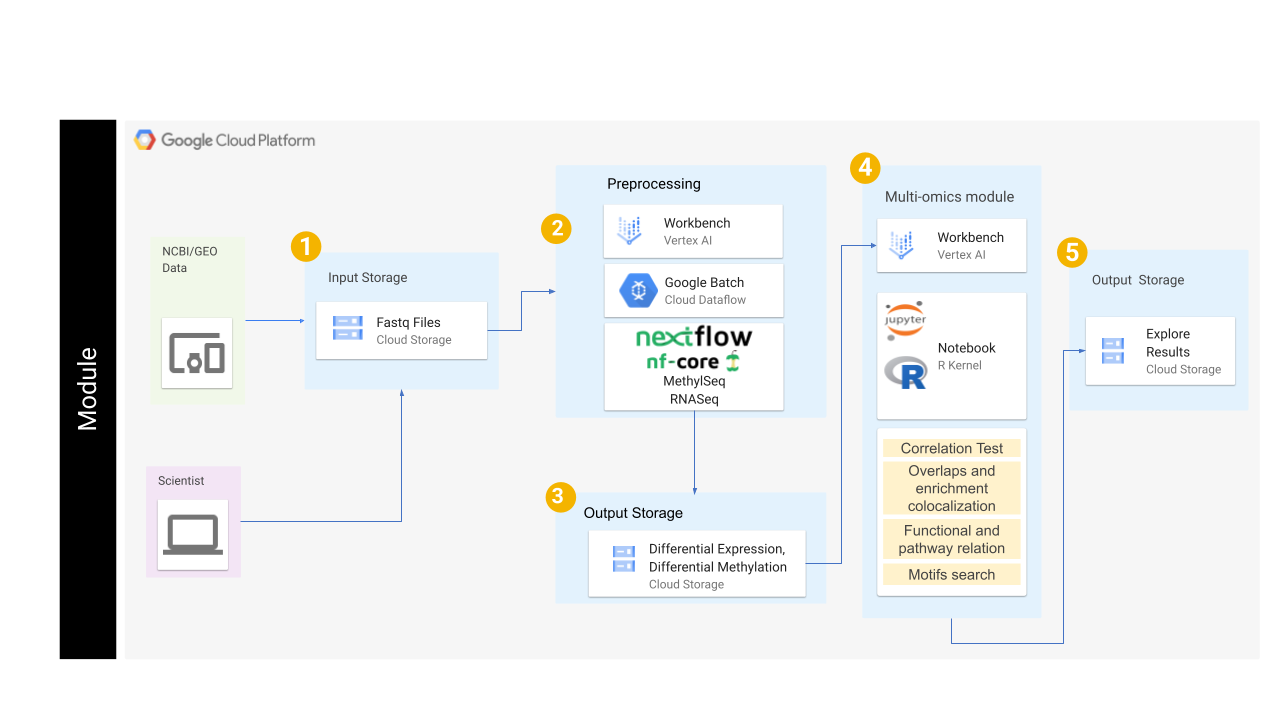 Google Cloud Platform
Module
NCBI/GEO
Data
Scientist
1
Input Storage
Fastq Files
Cloud Storage
2
Preprocessing
Workbench
Vertex AI
Google Batch
Cloud Dataflow
nextflow
nf-core
MethylSeq
RNASeq
3
Output Storage
Differential Expression,
Differential Methylation
Cloud Storage
4
Multi-omics module
Workbench
Vertex AI
jupyter
R
Notebook
R Kernel
Correlation Test
Overlaps and
enrichment
colocalization
Functional and
pathway relation
Motifs search
5
Output Storage
Explore
Results
Cloud Storage